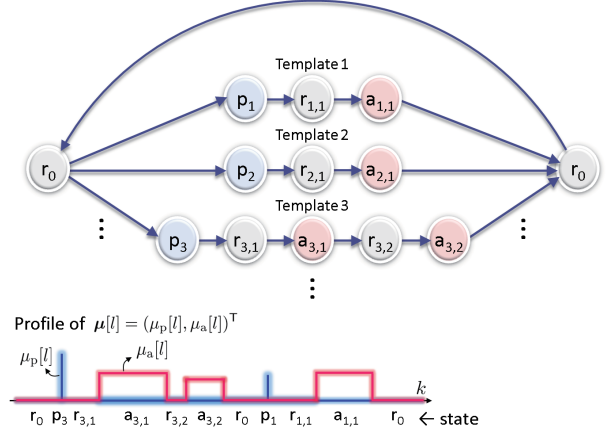 Template 1
p1 r1,1 a1,1
Template 2
r0 p2 r2,1 a2,1 r0
Template 3
p3 r3,1 a3,1 r3,2 a3,2
Profile of μ[l] = (μp[l], μa[l])T
μp[l] μa[l]
k
r0 p3 r3,1 a3,1 r3,2 a3,2 r0 p1 r1,1 a1,1 r0 ← state